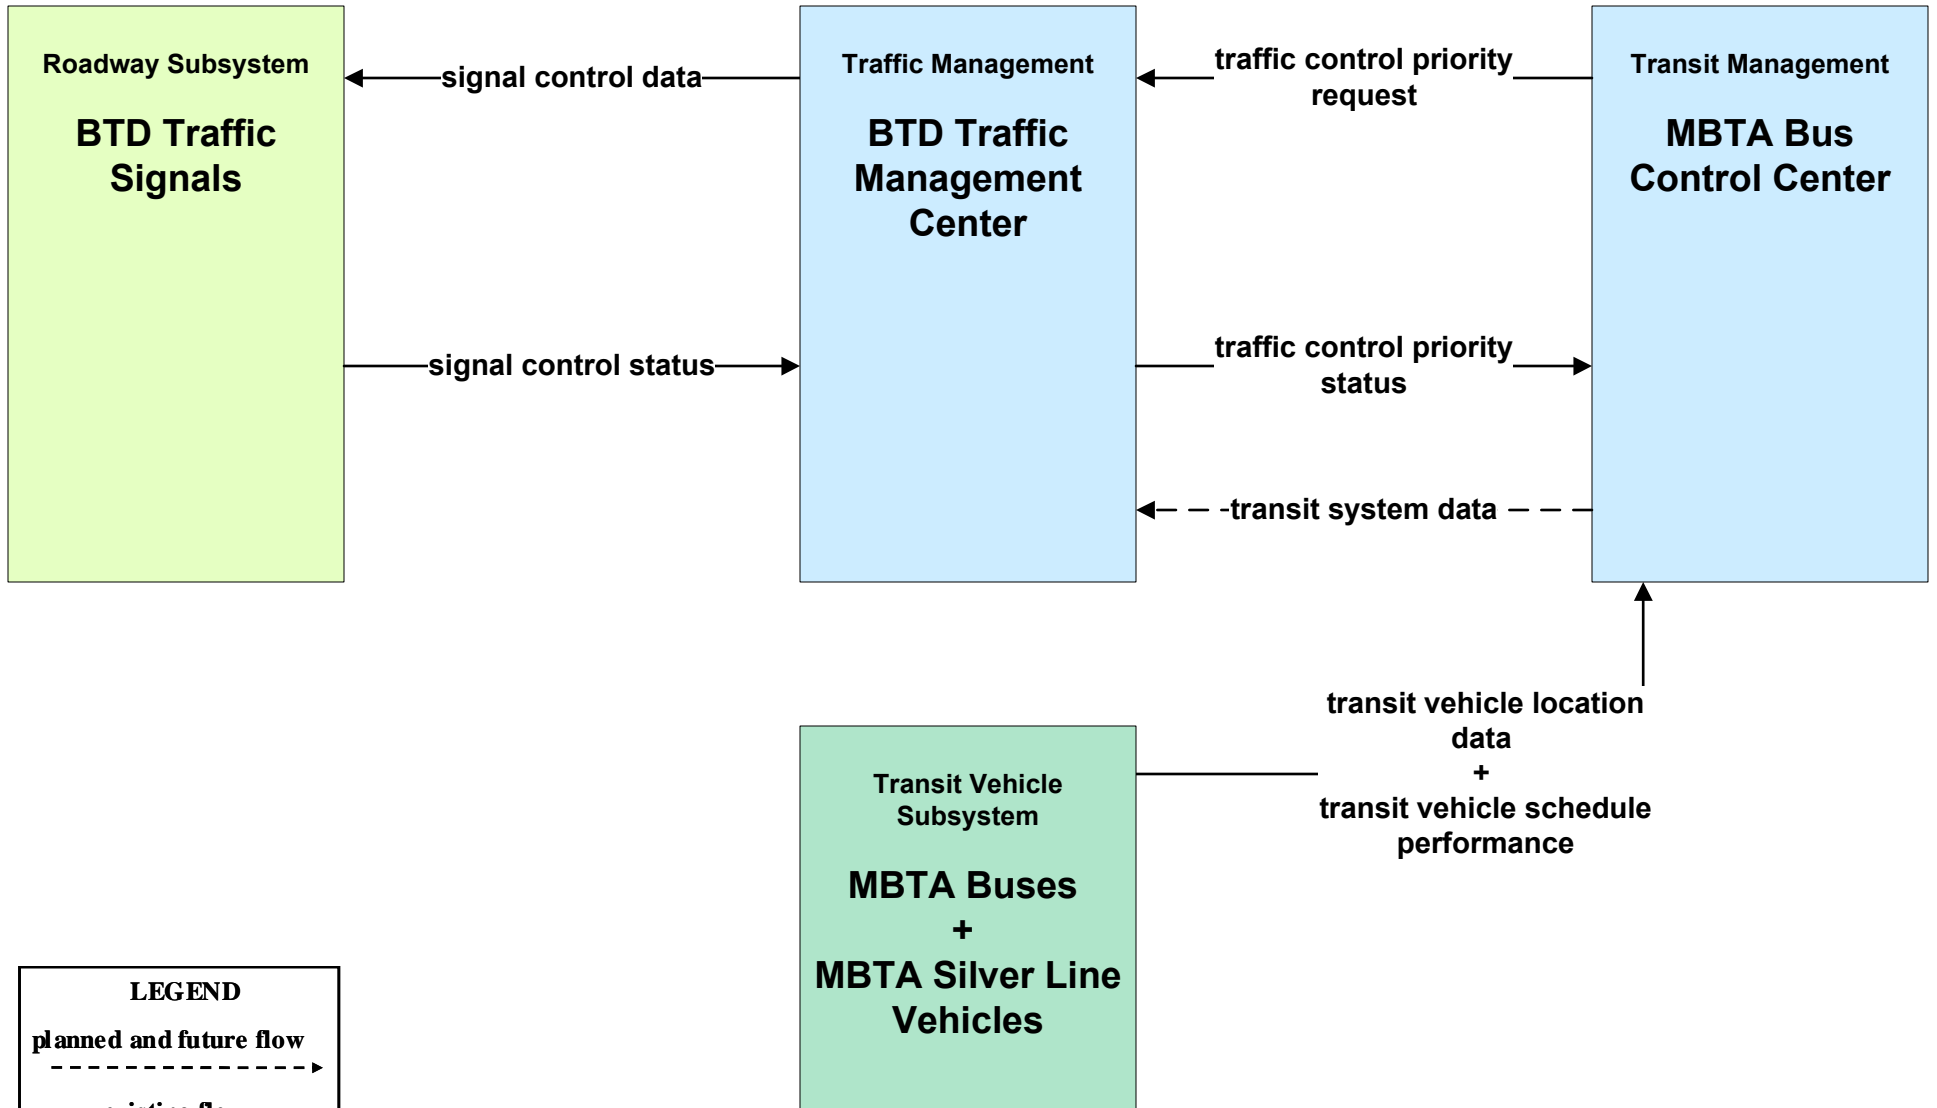 Roadway Subsystem
BTD Traffic
Signals
signal control data
signal control status
Traffic Management
BTD Traffic
Management
Center
traffic control priority
request
traffic control priority
status
transit system data
Transit Management
MBTA Bus
Control Center
transit vehicle location
data
+
transit vehicle schedule
performance
Transit Vehicle
Subsystem
MBTA Buses
+
MBTA Silver Line
Vehicles
LEGEND
planned and future flow